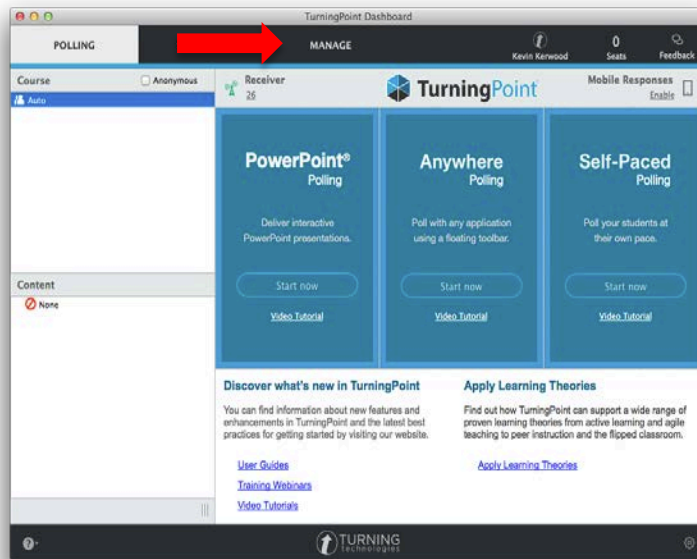 TurningPoint Dashboard
POLLING
MANAGE
Kevin Kerwood
0
Seats
Feedback
Course
Anonymous
Auto
Receiver
26
TurningPoint
Mobile Responses
Enable
PowerPoint®
Polling
Deliver interactive
PowerPoint presentations.
Start now
Video Tutorial
Anywhere
Polling
Poll with any application
using a floating toolbar.
Start now
Video Tutorial
Self-Paced
Polling
Poll your students at
their own pace.
Start now
Video Tutorial
Content
None
Discover what's new in TurningPoint
You can find information about new features and
enhancements in TurningPoint and the latest best
practices for getting started by visiting our website.
User Guides
Training Webinars
Video Tutorials
Apply Learning Theories
Find out how TurningPoint can support a wide range of
proven learning theories from active learning and agile
teaching to peer instruction and the flipped classroom.
Apply Learning Theories
TURNING
technologies